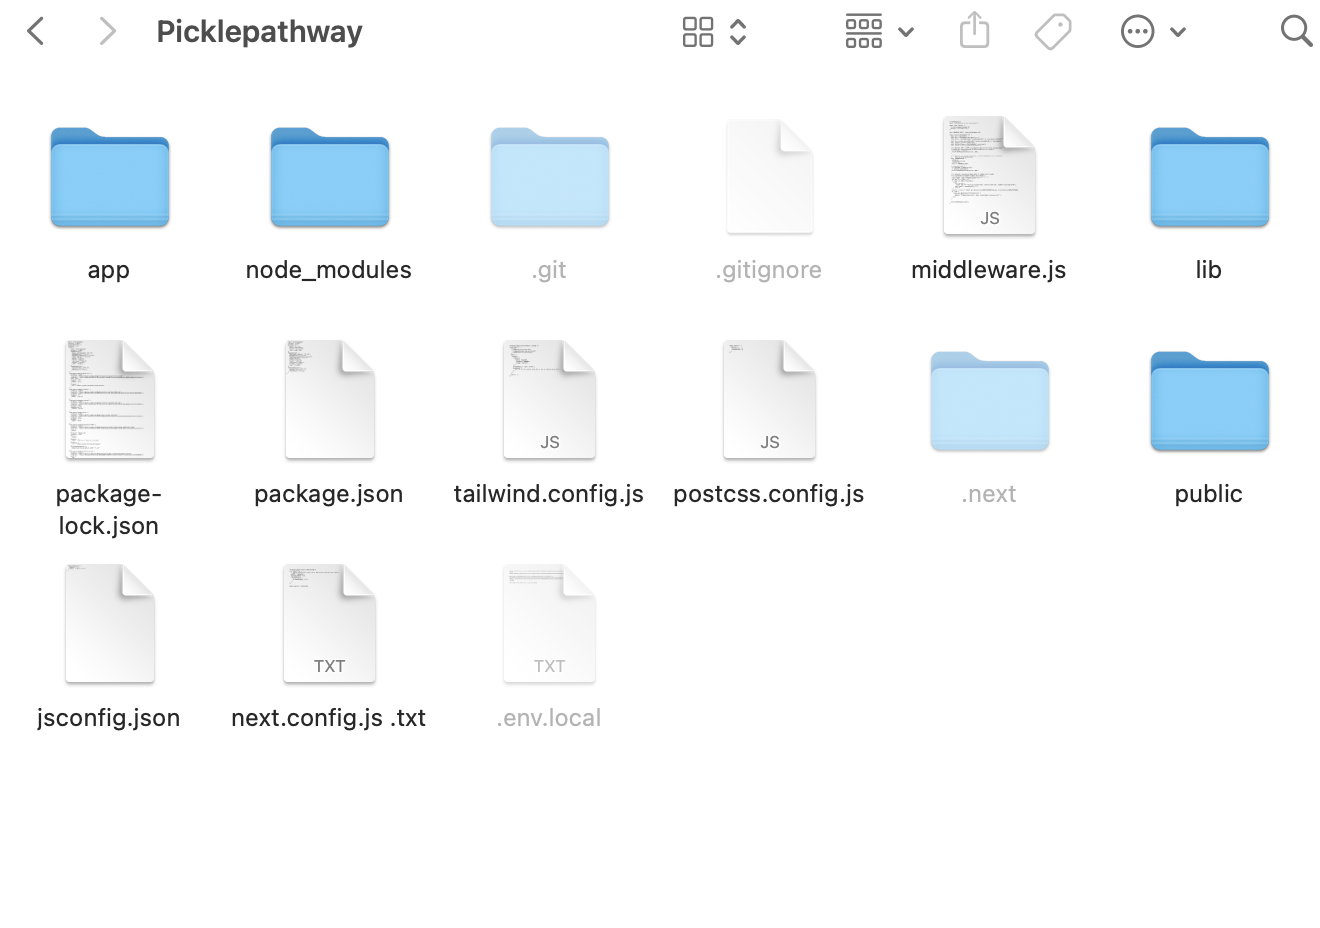 Picklepathway
app
node_modules
.git
.gitignore
JS
middleware.js
lib
package-
lock.json
package.json
JS
tailwind.config.js
JS
postcss.config.js
.next
public
jsconfig.json
TXT
next.config.js .txt
TXT
.env.local